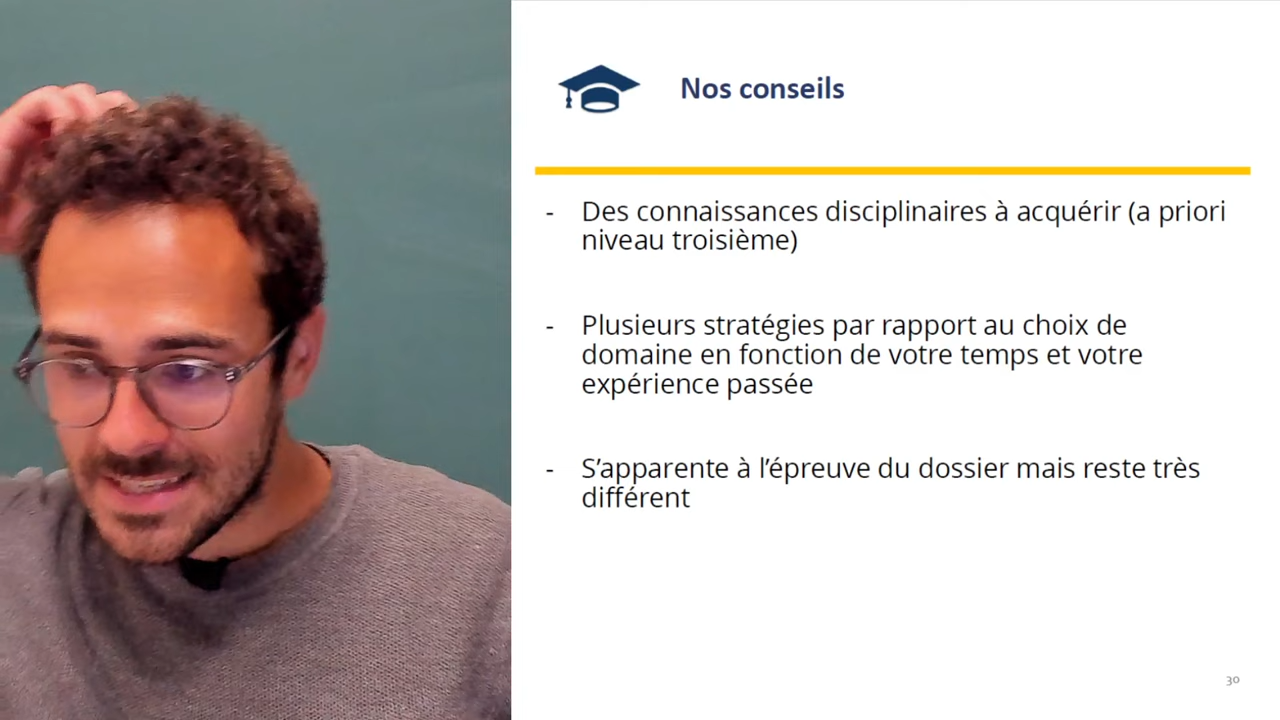 Nos conseils
- Des connaissances disciplinaires à acquérir (a priori
niveau troisième)
- Plusieurs stratégies par rapport au choix de
domaine en fonction de votre temps et votre
expérience passée
- S’apparente à l’épreuve du dossier mais reste très
différent
30